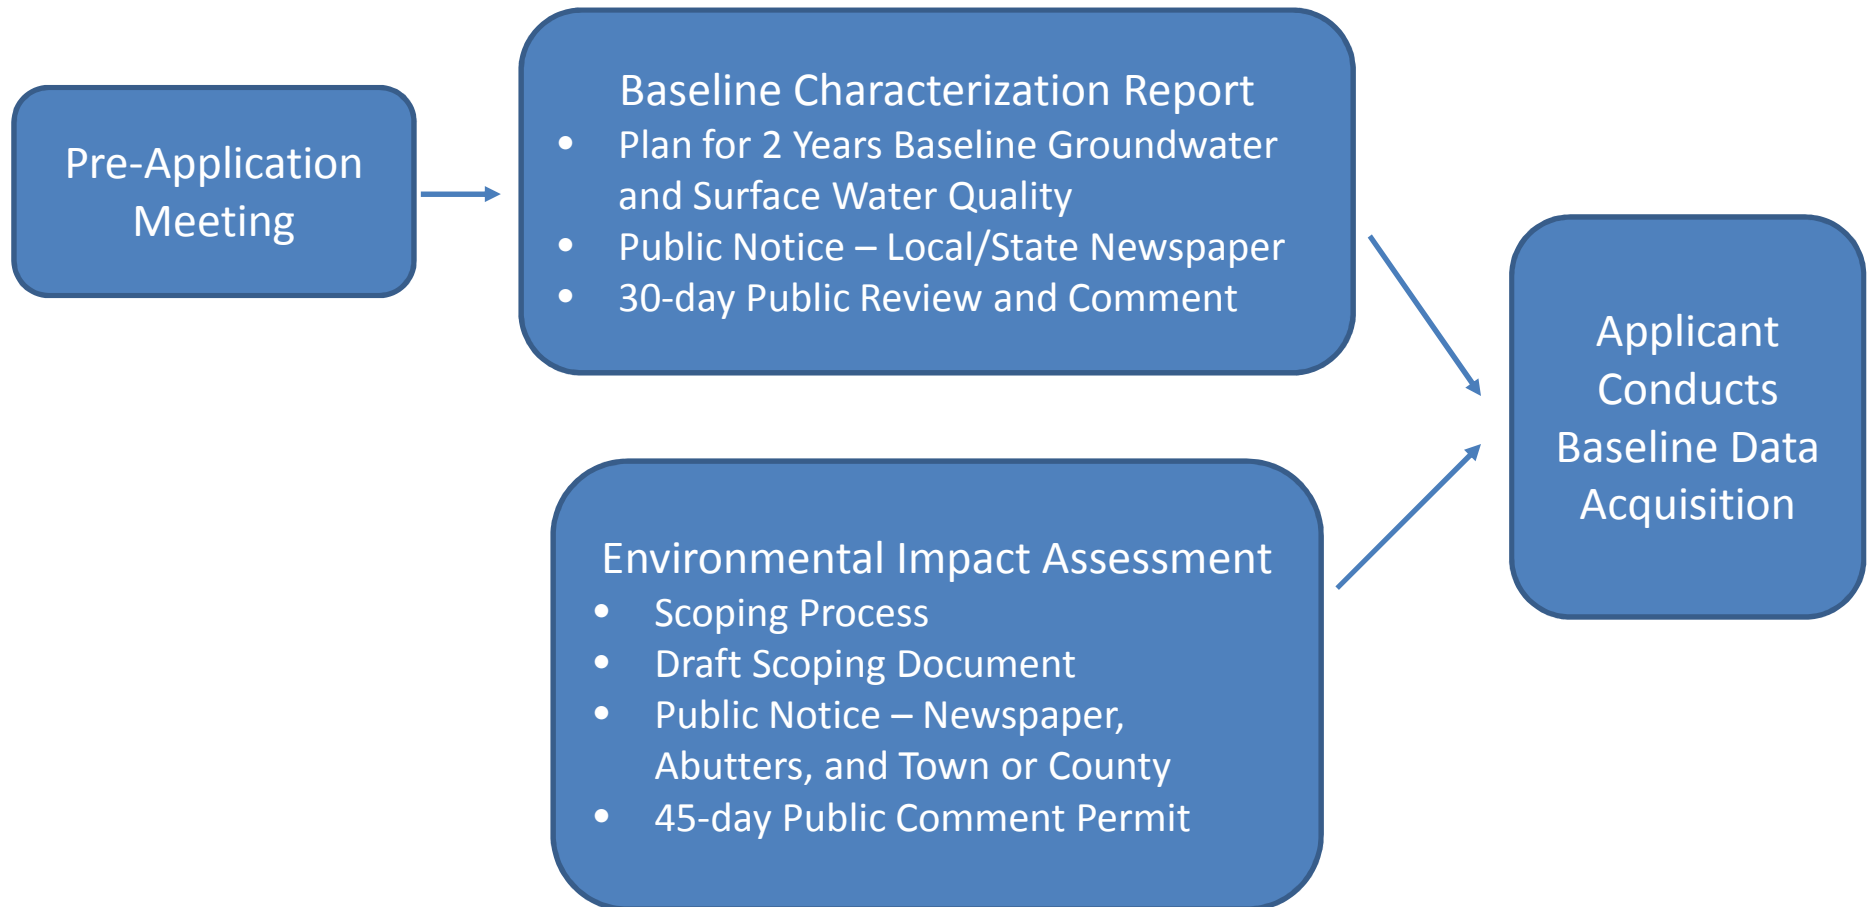 Pre-Application
Meeting
Baseline Characterization Report
• Plan for 2 Years Baseline Groundwater
and Surface Water Quality
• Public Notice – Local/State Newspaper
• 30-day Public Review and Comment
Environmental Impact Assessment
• Scoping Process
• Draft Scoping Document
• Public Notice – Newspaper,
Abutters, and Town or County
• 45-day Public Comment Permit
Applicant
Conducts
Baseline Data
Acquisition